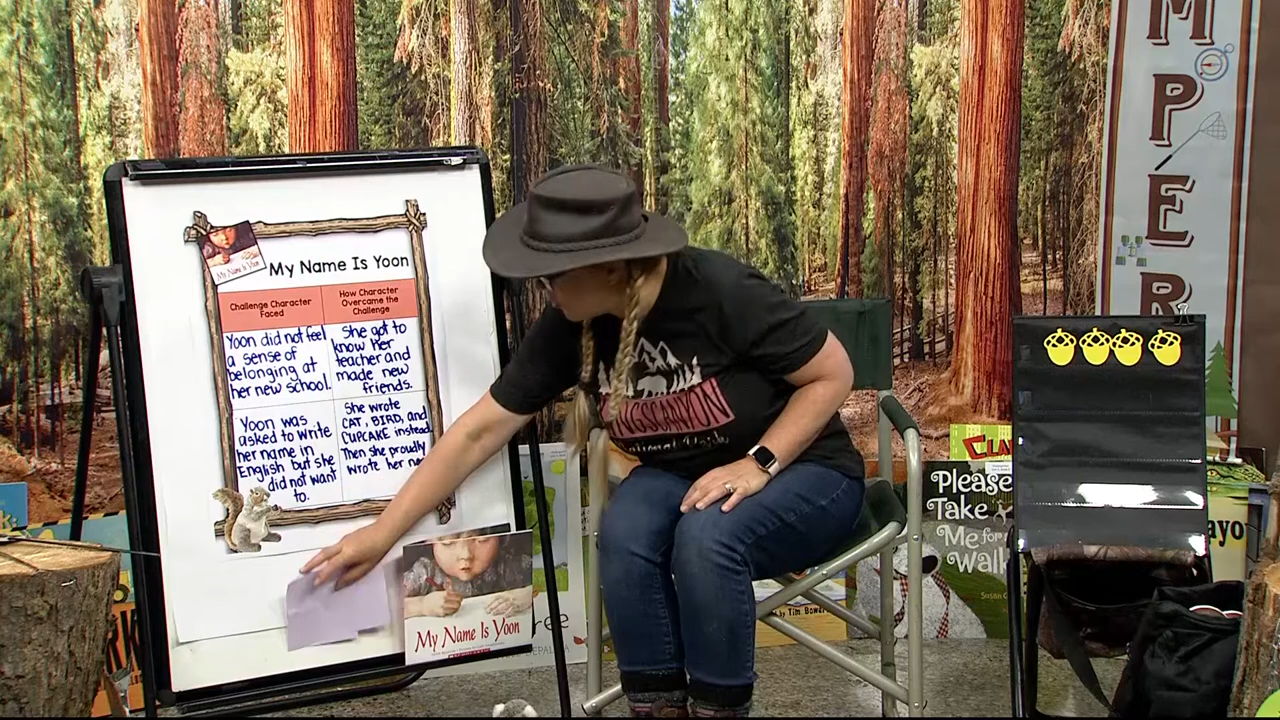 My Name Is Yoon
My Name Is Yoon
Challenge Character
Faced
How Character
Overcame the
Challenge
Yoon did not feel
a sense of
belonging at
her new school.
She got to
know her
teacher and
made new
friends.
Yoon was
asked to write
her name in
English but she
did not want
to.
She wrote
CAT, BIRD, and
CUPCAKE instead.
Then she proudly
wrote her
My Name Is Yoon
Please
Take
Me for
Walk
by Tim
M
P
E
R